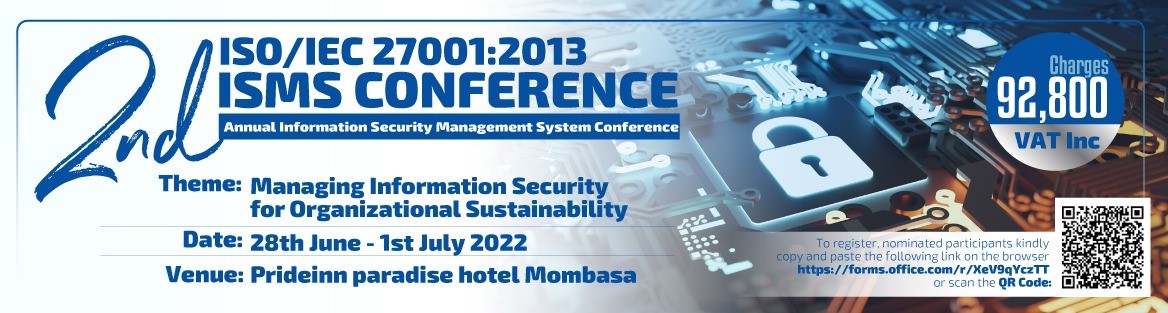 2nd
ISO/IEC 27001:2013
ISMS CONFERENCE
Annual Information Security Management System Conference
Theme: Managing Information Security
for Organizational Sustainability
Date: 28th June - 1st July 2022
Venue: Prideinn paradise hotel Mombasa
Charges
92,800
VAT Inc
To register, nominated participants kindly
copy and paste the following link on the browser
https://forms.office.com/r/XeV9qYczTT
or scan the QR Code: